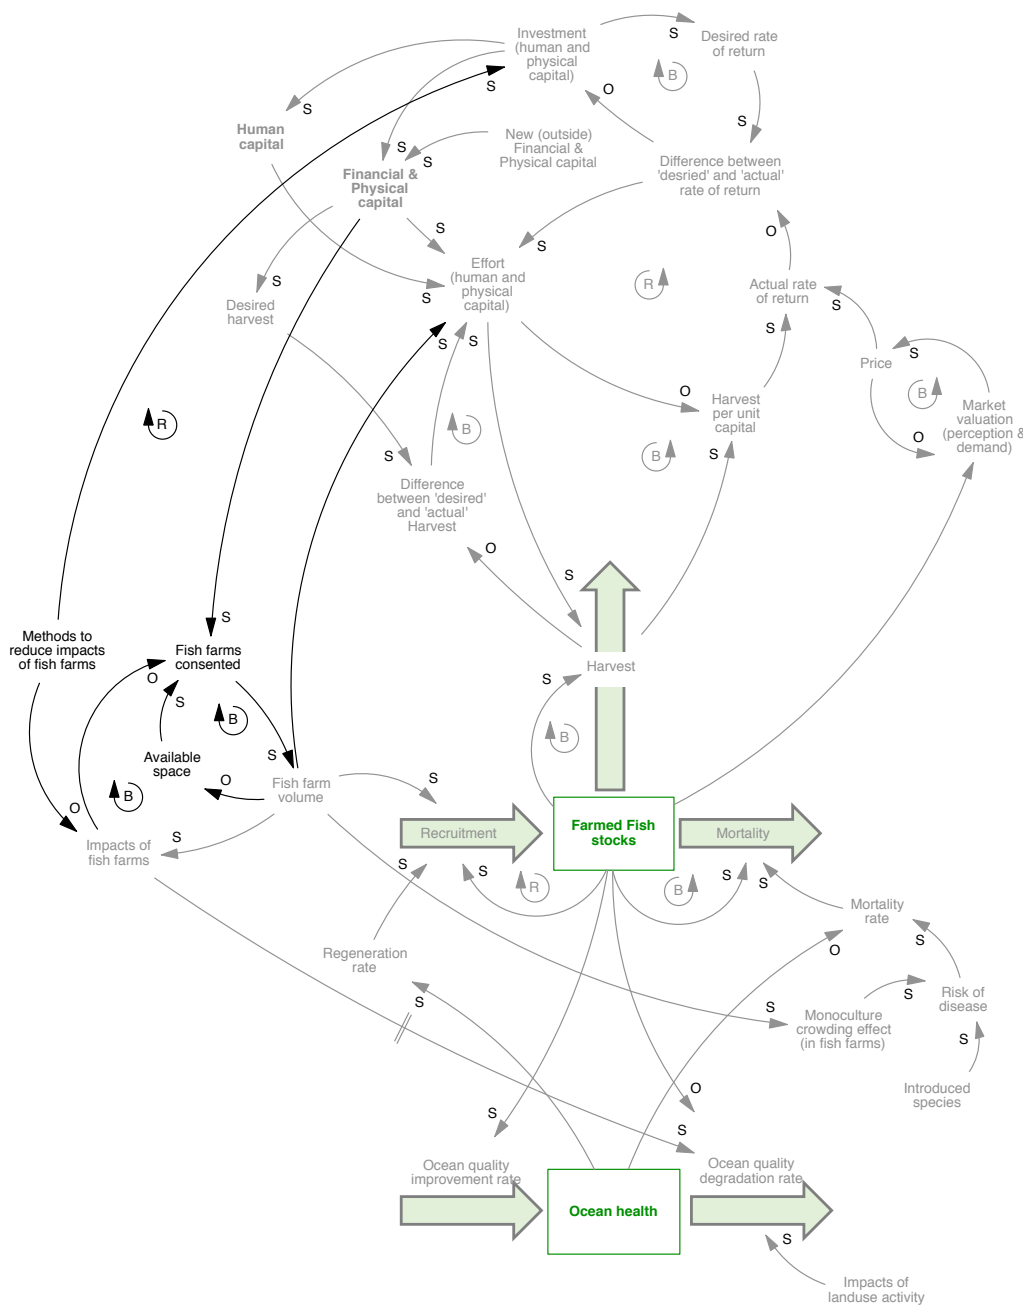 Investment
(human and
physical
capital)
S
Desired rate
of return
B
S
O
S
S
Human
capital
New (outside)
Financial &
Physical capital
S
S
Difference between
'desried' and 'actual'
rate of return
Financial &
Physical
capital
S
S
O
Effort
(human and
physical
capital)
S
S
R
Actual rate
of return
Desired
harvest
S
S
S
S
Price
S
O
B
Harvest
per unit
capital
Market
valuation
(perception &
demand)
R
B
B
S
S
O
Difference
between 'desired'
and 'actual'
Harvest
O
S
S
Methods to
reduce impacts
of fish farms
Fish farms
consented
Harvest
O
S
S
B
B
Available
space
S
O
Fish farm
volume
S
B
O
S
Recruitment
Farmed Fish
stocks
Mortality
Impacts of
fish farms
S
S
R
B
S
S
Mortality
rate
S
O
Regeneration
rate
S
S
S
Risk of
disease
Monoculture
crowding effect
(in fish farms)
S
Introduced
species
O
S
S
Ocean quality
improvement rate
Ocean quality
degradation rate
Ocean health
S
Impacts of
landuse activity